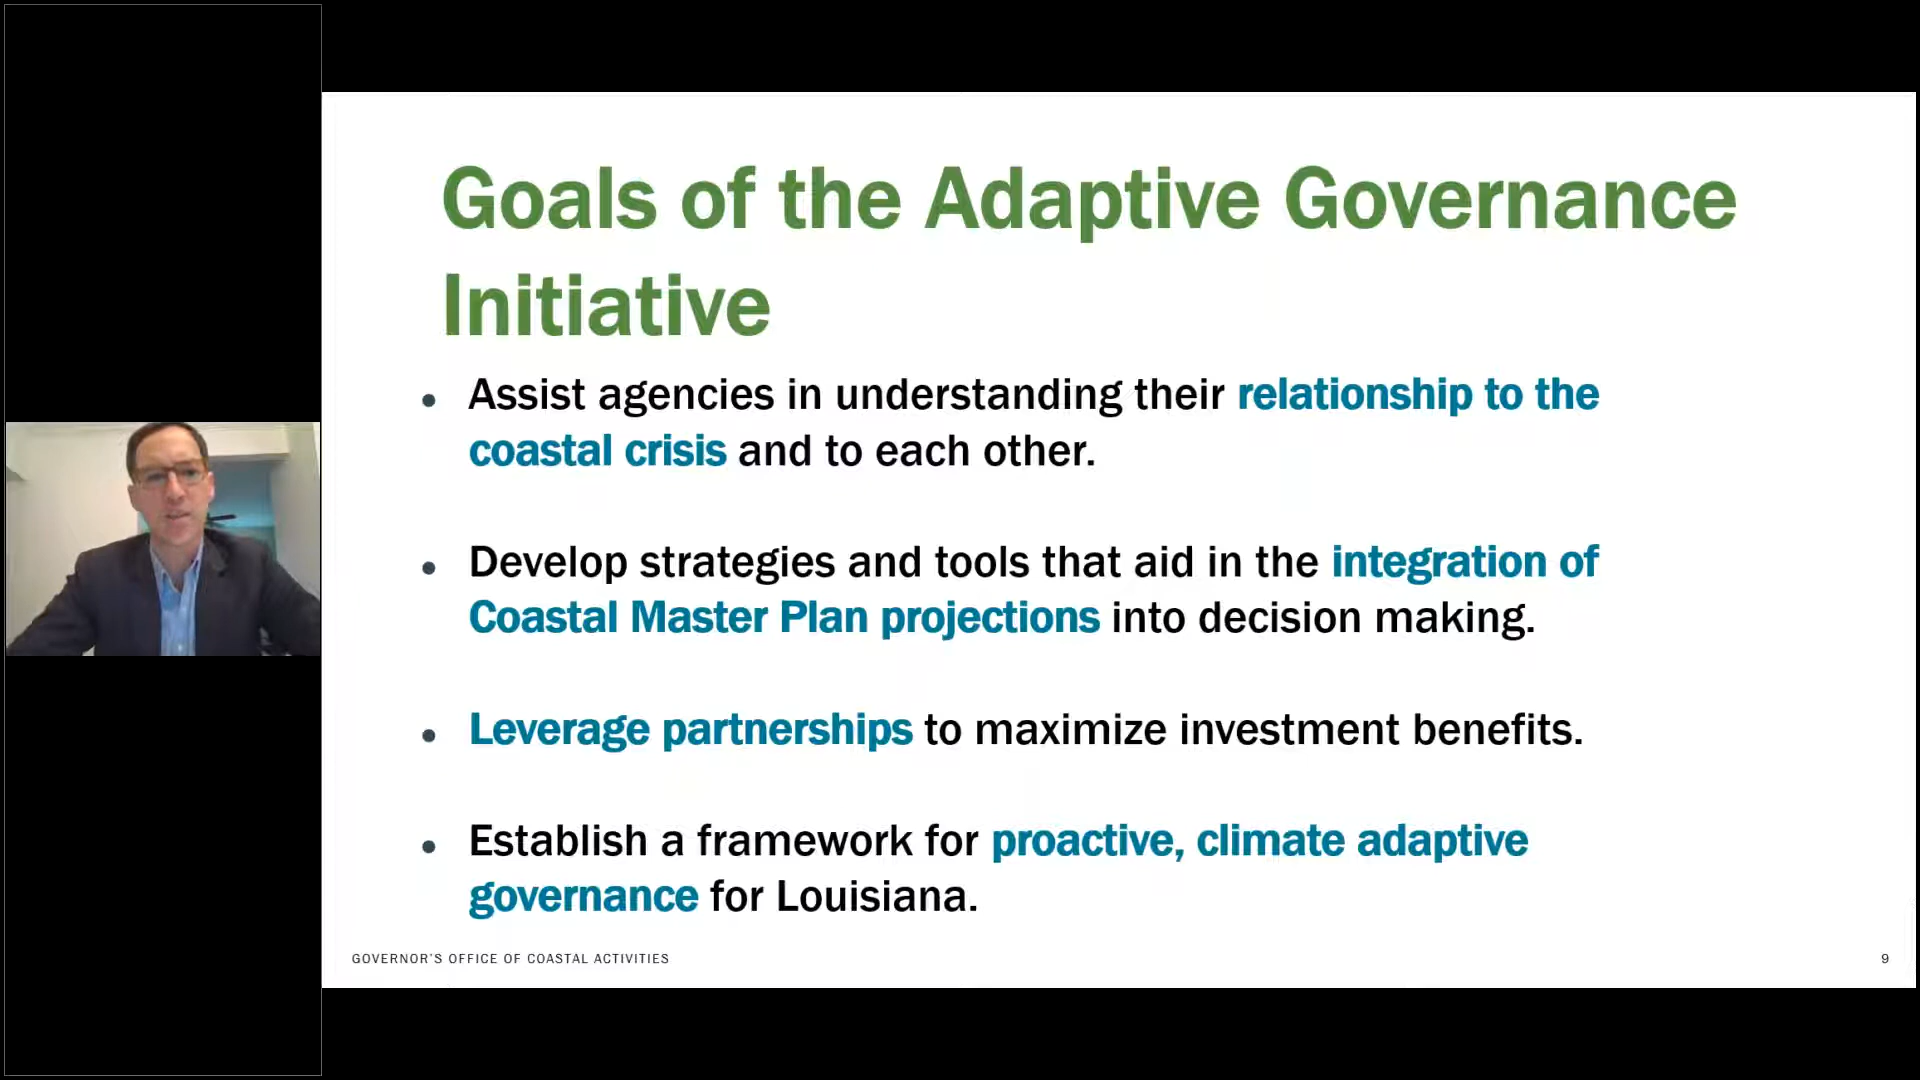 Goals of the Adaptive Governance
Initiative
• Assist agencies in understanding their relationship to the
coastal crisis and to each other.
• Develop strategies and tools that aid in the integration of
Coastal Master Plan projections into decision making.
• Leverage partnerships to maximize investment benefits.
• Establish a framework for proactive, climate adaptive
governance for Louisiana.
GOVERNOR'S OFFICE OF COASTAL ACTIVITIES
9